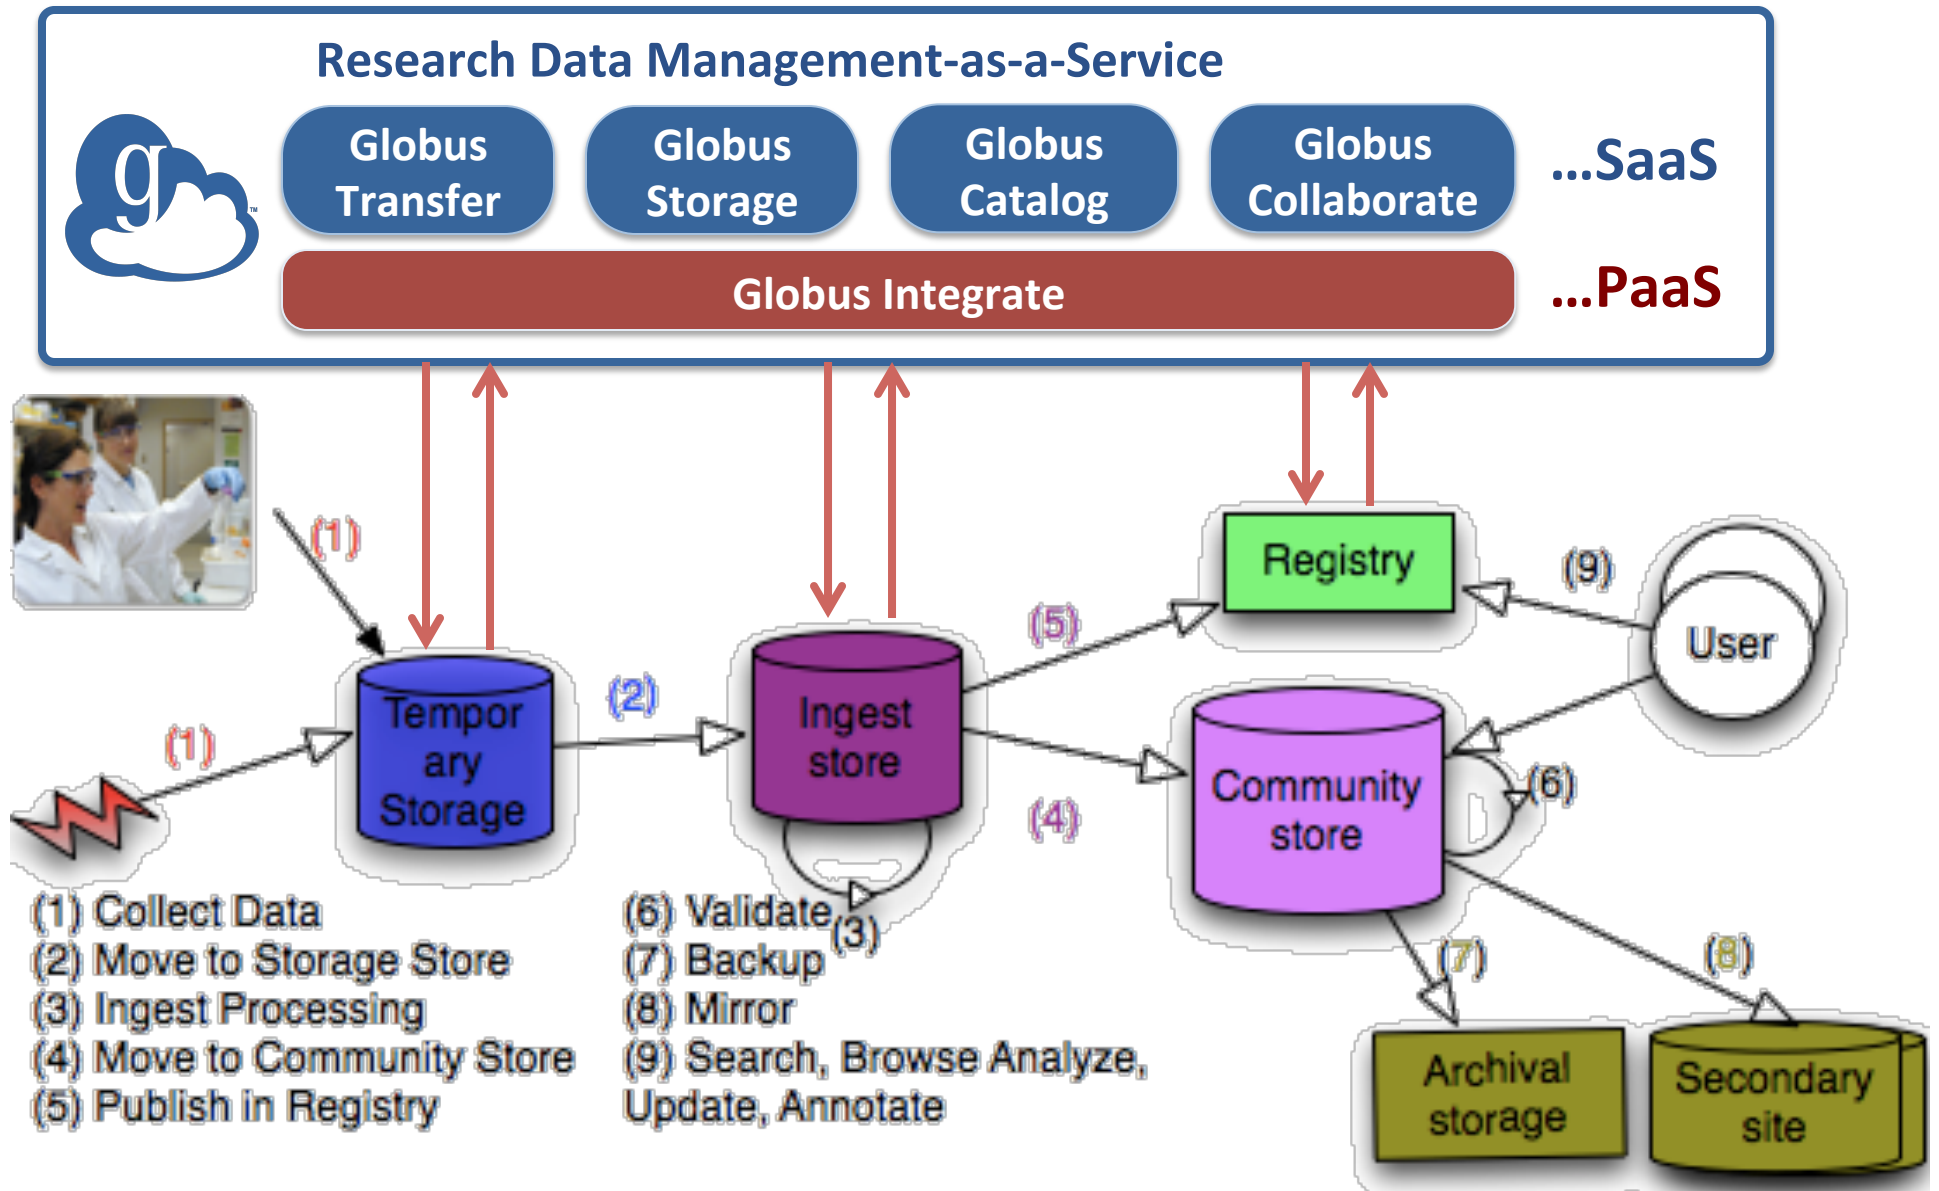 Research Data Management-as-a-Service
g
™
Globus
Transfer
Globus
Storage
Globus
Catalog
Globus
Collaborate
...SaaS
Globus Integrate
...PaaS
(1)
(1)
Tempor
ary
Storage
(2)
Ingest
store
(3)
(5)
(4)
Registry
(9)
User
Community
store
(6)
(7)
(8)
Archival
storage
Secondary
site
(1) Collect Data
(2) Move to Storage Store
(3) Ingest Processing
(4) Move to Community Store
(5) Publish in Registry
(6) Validate
(7) Backup
(8) Mirror
(9) Search, Browse Analyze,
Update, Annotate